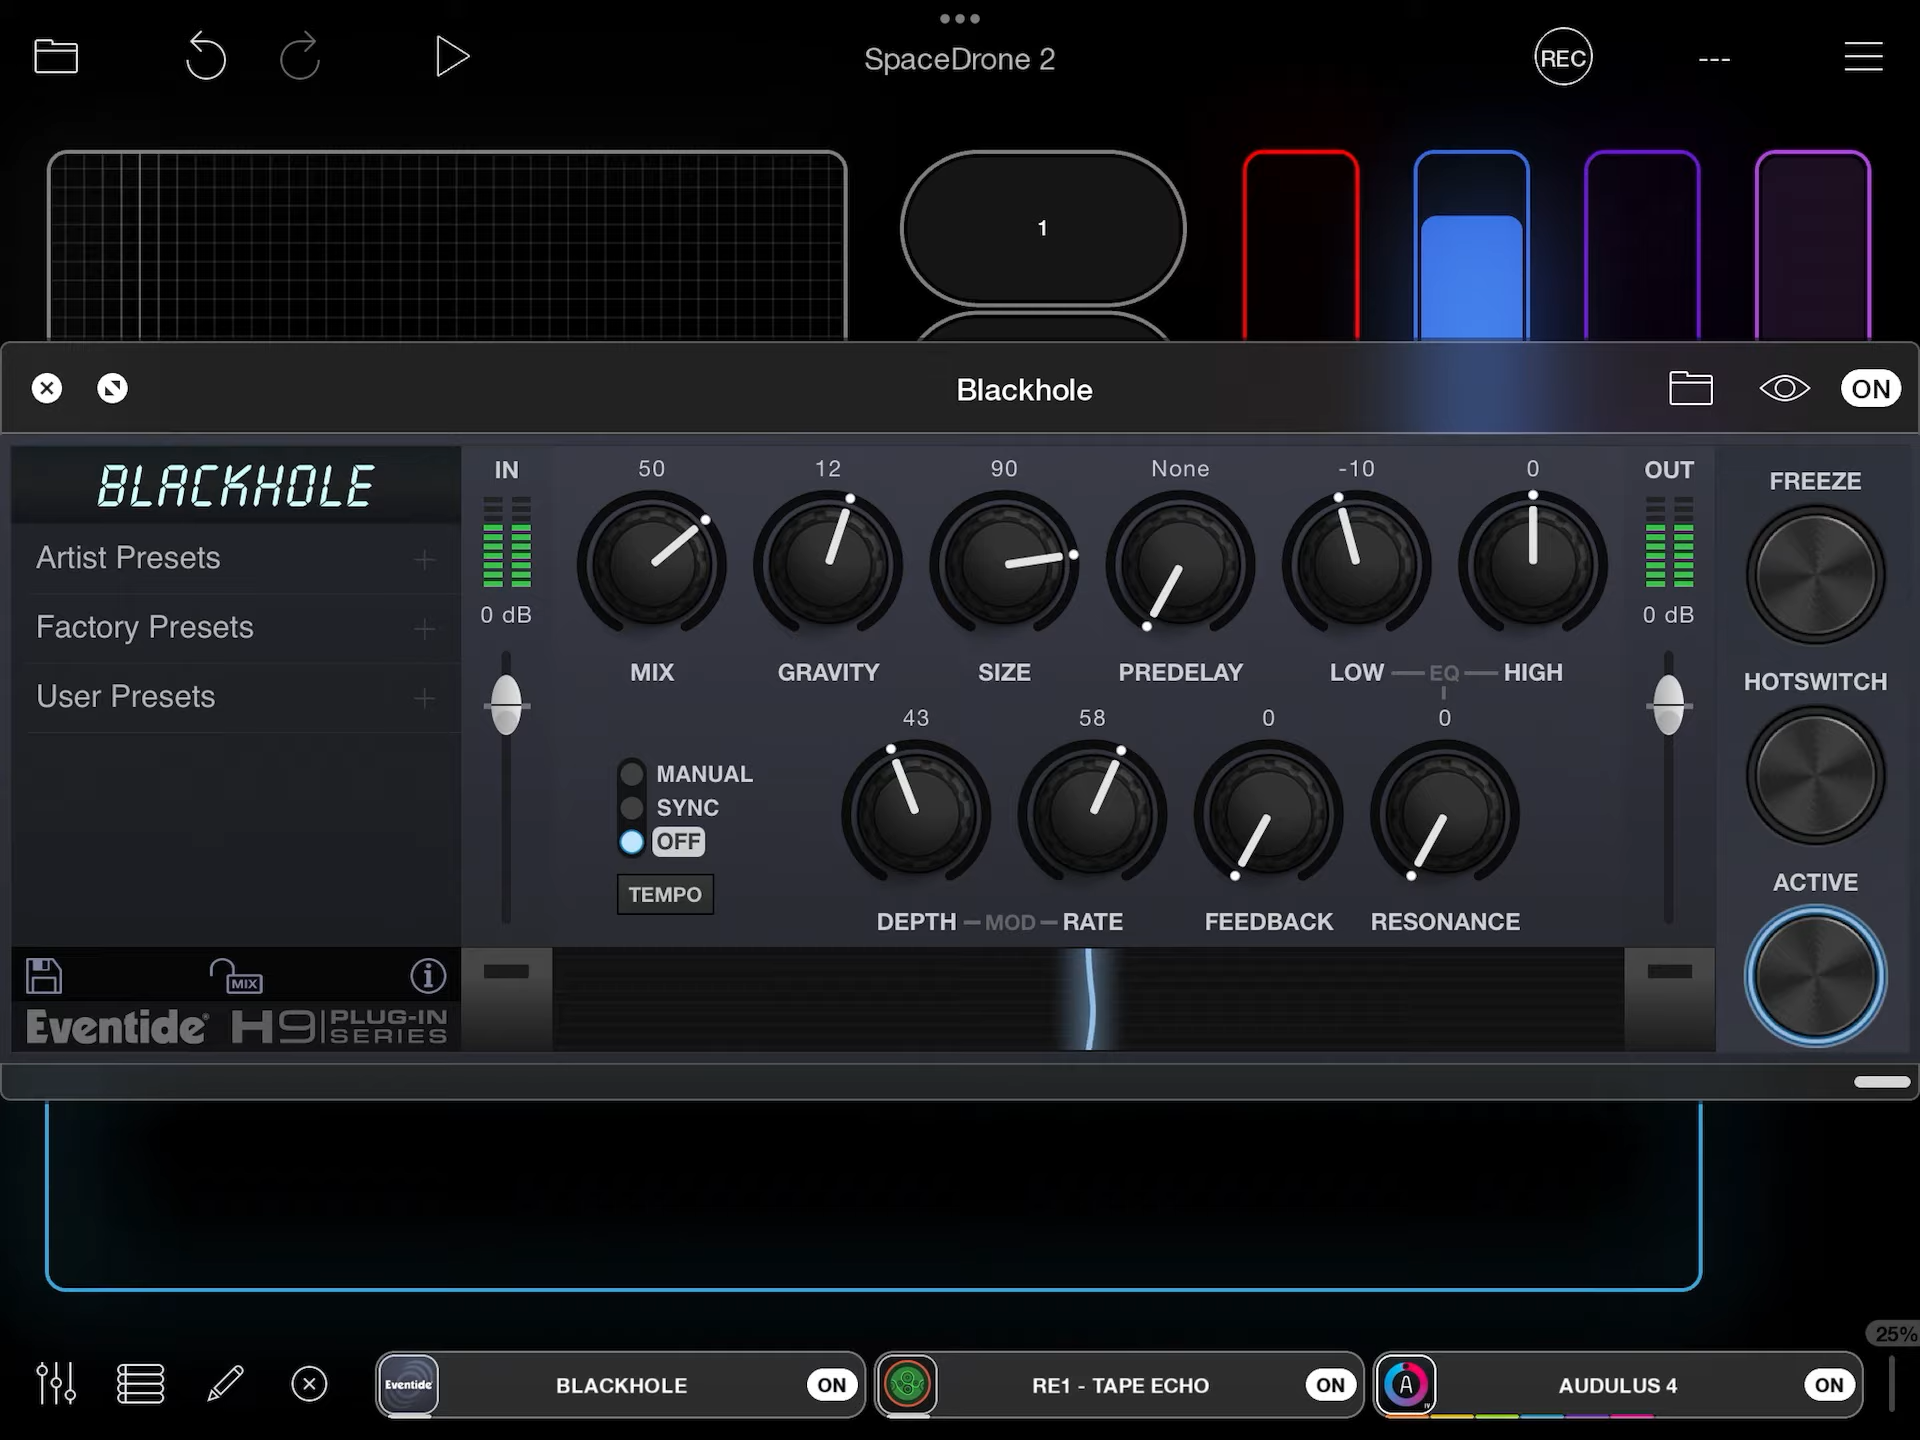 SpaceDrone 2
REC
---
1
Blackhole
ON
BLACKHOLE
Artist Presets +
Factory Presets +
User Presets +
MIX
Eventide® H9 PLUG-IN SERIES
IN
0 dB
50 12 90 None -10 0
MIX GRAVITY SIZE PREDELAY LOW EQ HIGH
43 58 0 0
MANUAL
SYNC
OFF
TEMPO
DEPTH MOD RATE FEEDBACK RESONANCE
OUT
0 dB
FREEZE
HOTSWITCH
ACTIVE
25%
Eventide BLACKHOLE ON
RE1 - TAPE ECHO ON
A AUDULUS 4 ON